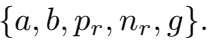 {a, b, p_r, n_r, g}.